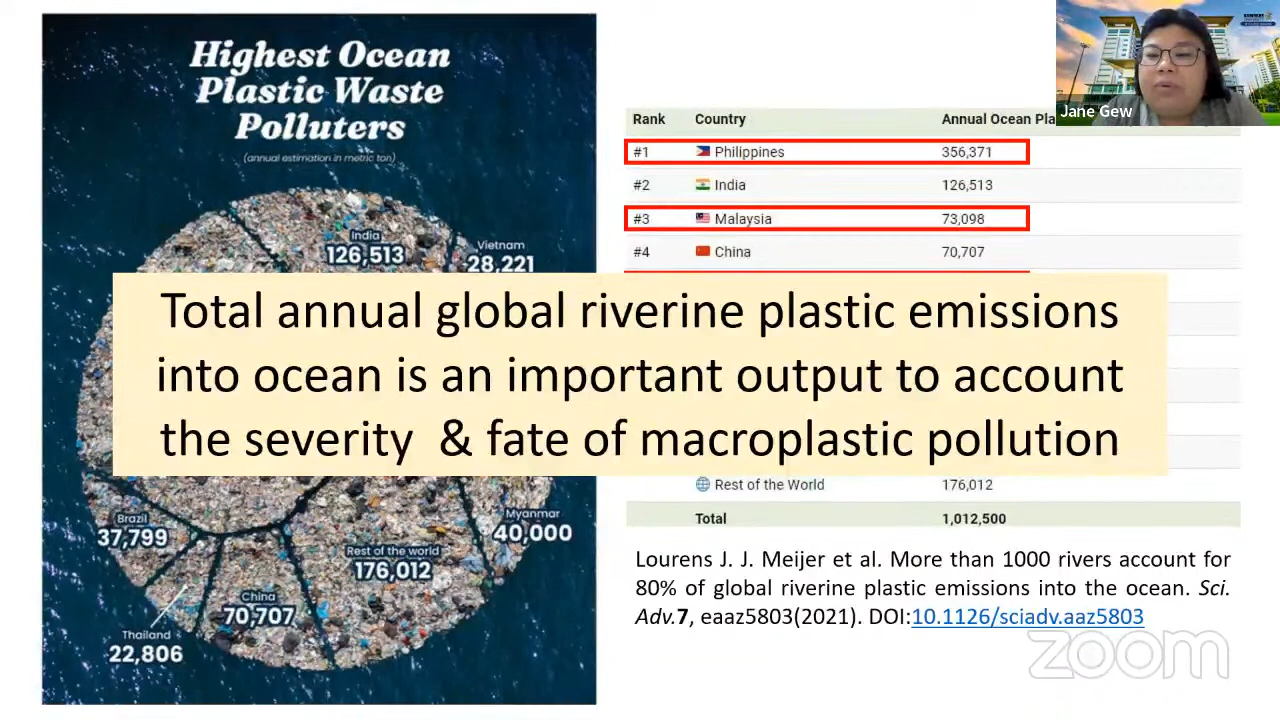 Highest Ocean
Plastic Waste
Polluters
(annual estimation in metric ton)
India
126,513
Vietnam
28,221
Brazil
37,799
Myanmar
40,000
Rest of the world
176,012
China
70,707
Thailand
22,806
Jane Gew
Rank Country Annual Ocean Pla
#1 Philippines 356,371
#2 India 126,513
#3 Malaysia 73,098
#4 China 70,707
Total annual global riverine plastic emissions
into ocean is an important output to account
the severity & fate of macroplastic pollution
Rest of the World 176,012
Total 1,012,500
Lourens J. J. Meijer et al. More than 1000 rivers account for
80% of global riverine plastic emissions into the ocean. Sci.
Adv.7, eaaz5803(2021). DOI:10.1126/sciadv.aaz5803
zoom